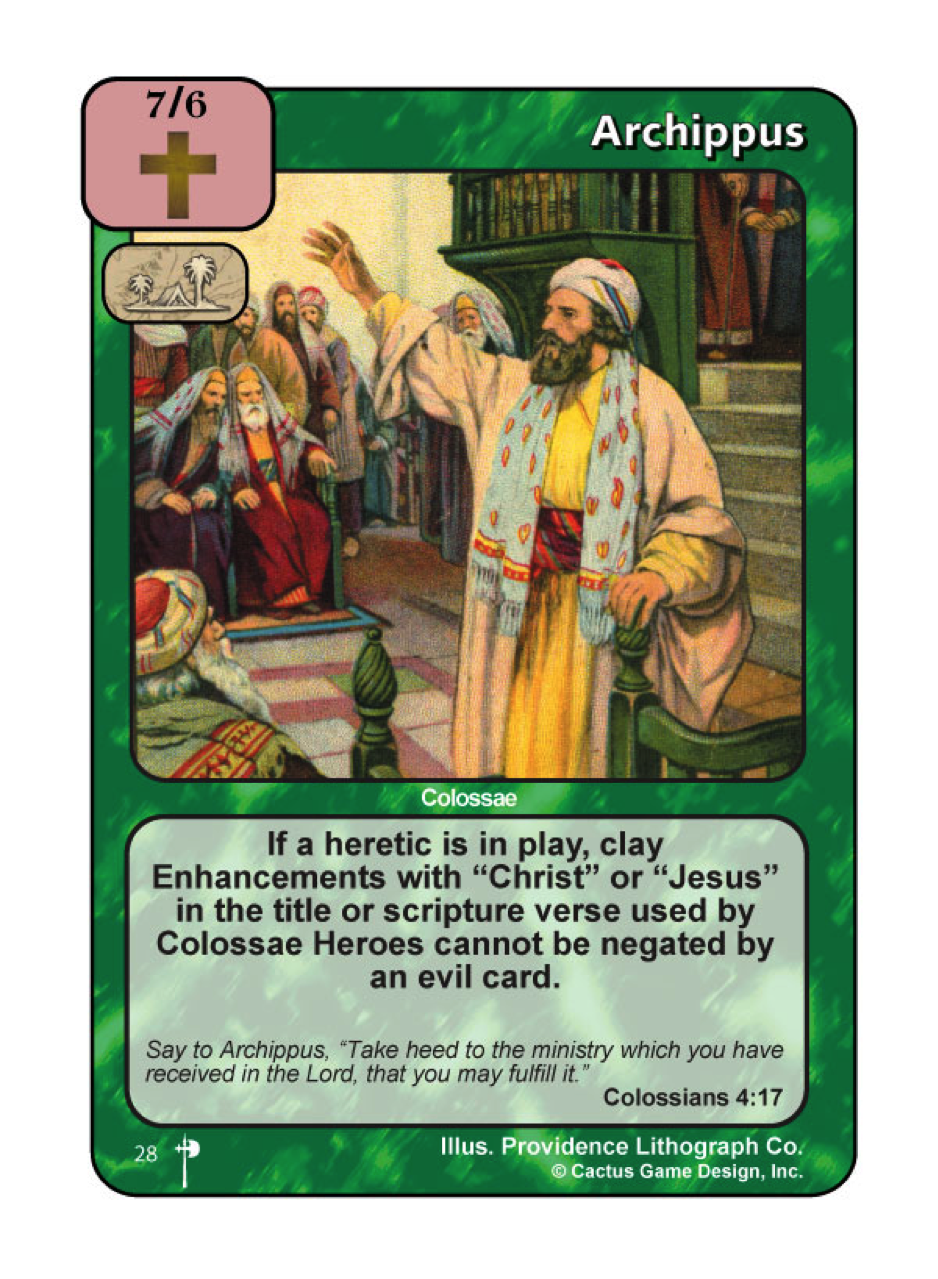 7/6
Archippus
Colossae
If a heretic is in play, clay
Enhancements with “Christ” or “Jesus”
in the title or scripture verse used by
Colossae Heroes cannot be negated by
an evil card.
Say to Archippus, “Take heed to the ministry which you have
received in the Lord, that you may fulfill it.”
Colossians 4:17
28
Illus. Providence Lithograph Co.
© Cactus Game Design, Inc.